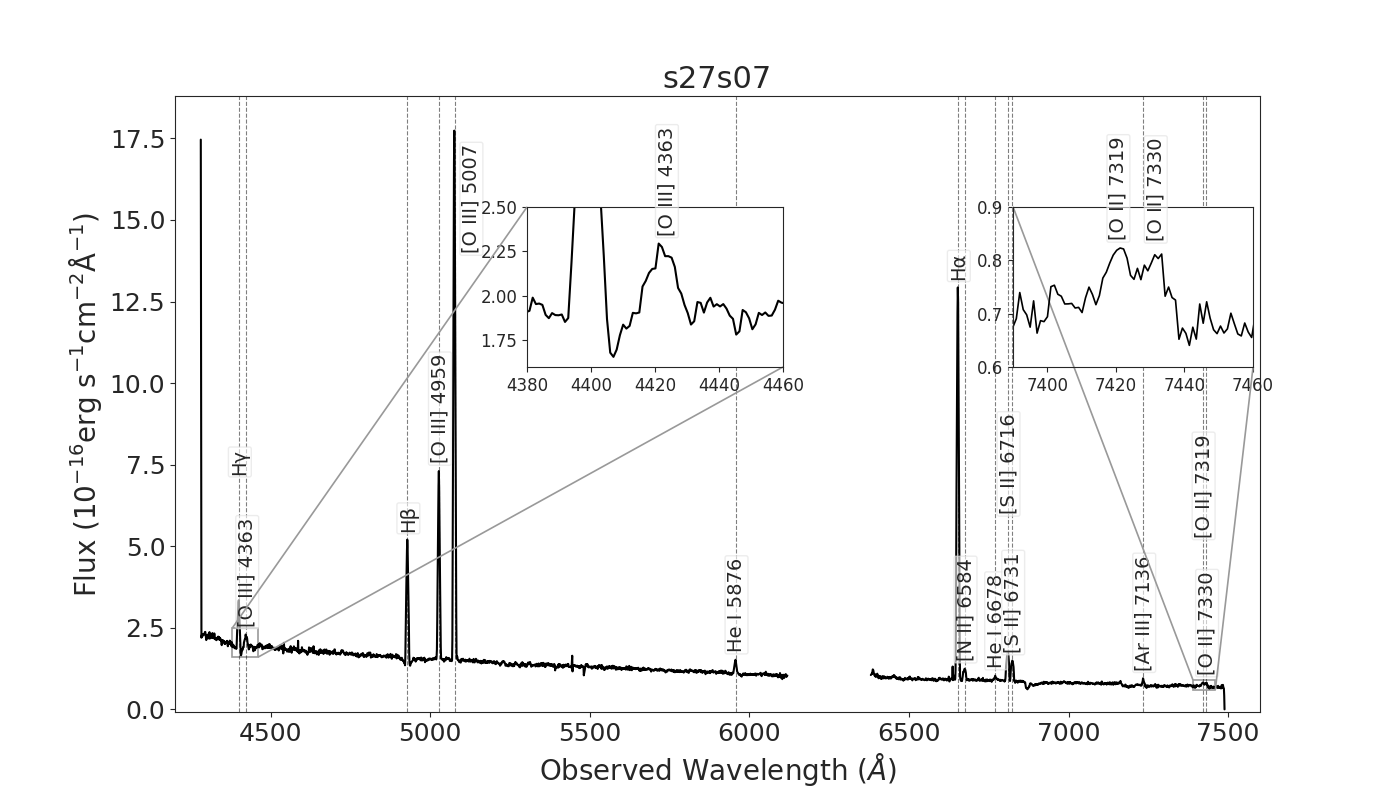 s27s07
Flux (10⁻¹⁶erg s⁻¹cm⁻²Å⁻¹)
17.5
15.0
12.5
10.0
7.5
5.0
2.5
0.0
Hγ
[O III] 4363
Hβ
[O III] 4959
[O III] 5007
2.50
2.25
2.00
1.75
[O III] 4363
4380
4400
4420
4440
4460
He I 5876
Hα
[N II] 6584
He I 6678
[S II] 6716
[S II] 6731
[Ar III] 7136
[O II] 7319
[O II] 7330
0.9
0.8
0.7
0.6
[O II] 7319
[O II] 7330
7400
7420
7440
7460
4500
5000
5500
6000
6500
7000
7500
Observed Wavelength (Å)